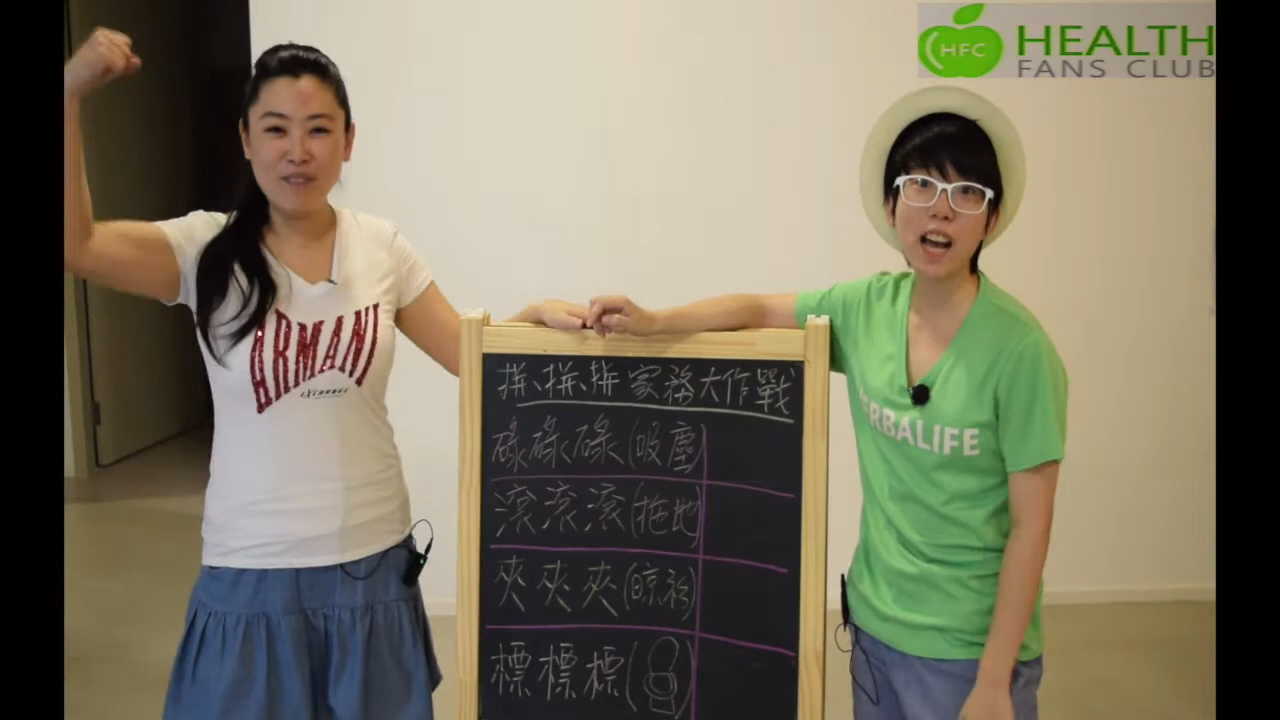 HFC
HEALTH
FANS CLUB
ARMANI
HERBALIFE
拼、拼、拼 家務大作戰
碌碌碌(吸塵)
滾滾滾(拖地)
夾夾夾(晾衫)
標標標(